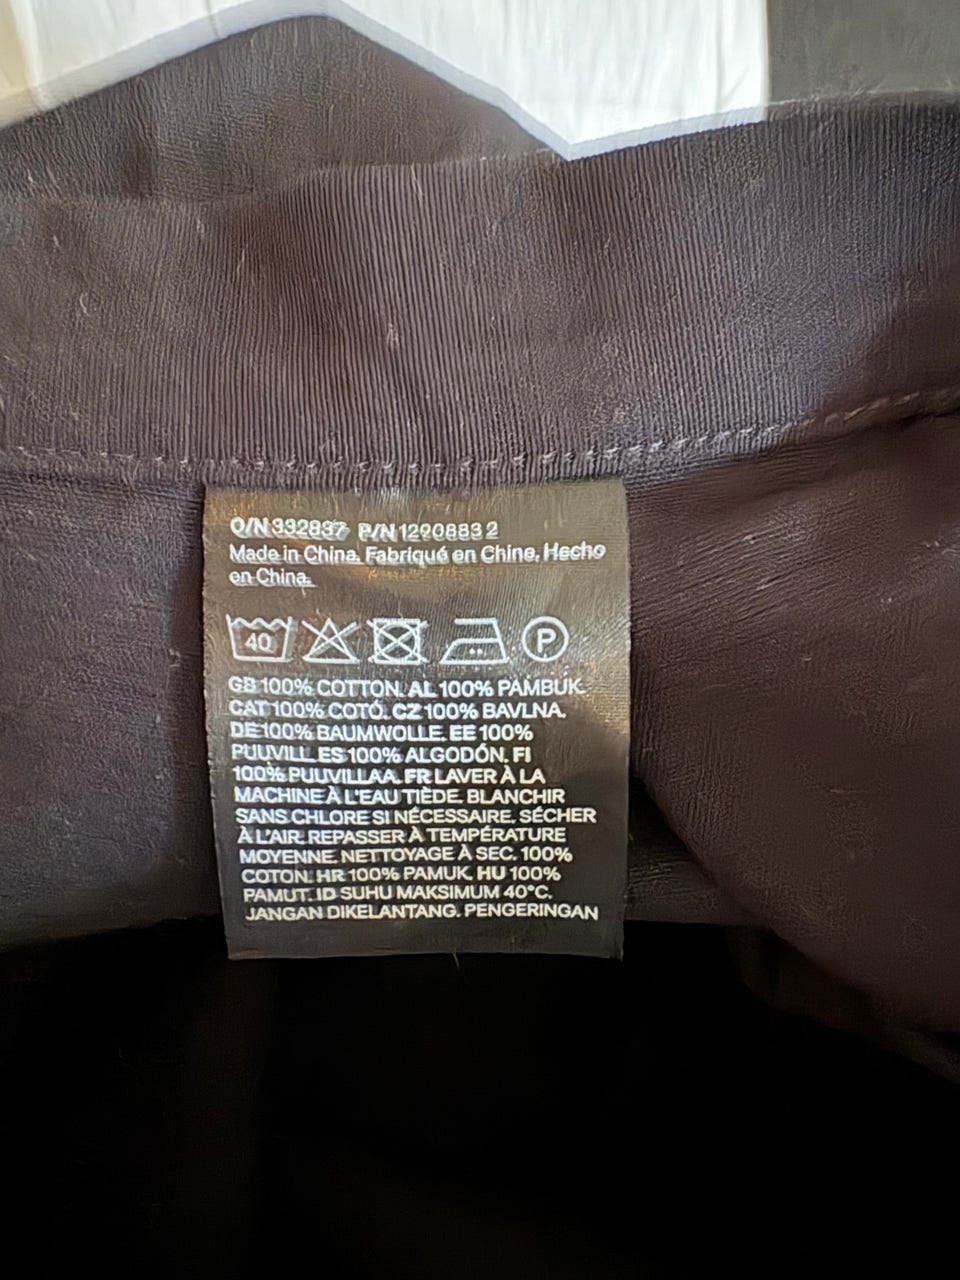 O/N 332837 P/N 1290883 2
Made in China. Fabriqué en Chine. Hecho
en China.
40 P
GB 100% COTTON. AL 100% PAMBUK.
CAT 100% COTÓ. CZ 100% BAVLNA.
DE 100% BAUMWOLLE. EE 100%
PUUVILL. ES 100% ALGODÓN. FI
100% PUUVILLAA. FR LAVER À LA
MACHINE À L'EAU TIÈDE. BLANCHIR
SANS CHLORE SI NÉCESSAIRE. SÉCHER
À L'AIR. REPASSER À TEMPÉRATURE
MOYENNE. NETTOYAGE À SEC. 100%
COTON. HR 100% PAMUK. HU 100%
PAMUT. ID SUHU MAKSIMUM 40°C.
JANGAN DIKELANTANG. PENGERINGAN